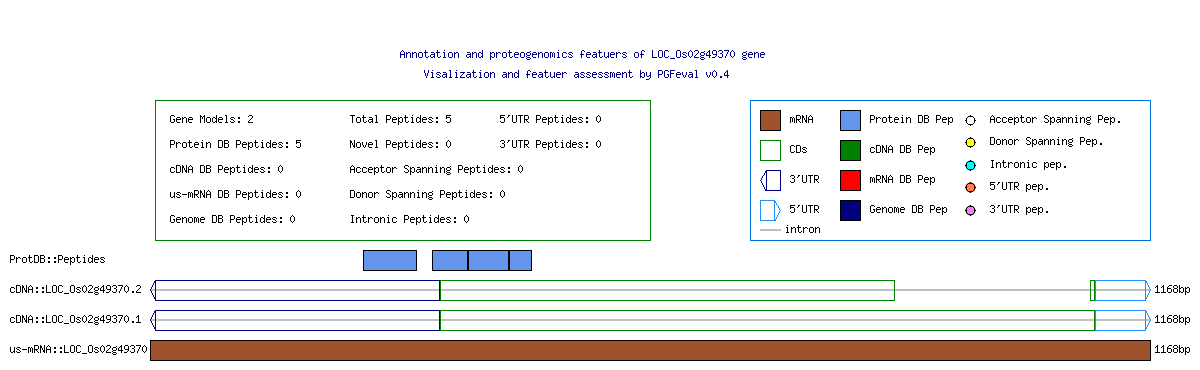 Annotation and proteogenomics featuers of LOC_Os02g49370 gene
Visalization and featuer assessment by PGFeval v0.4
Gene Models: 2 Total Peptides: 5 5'UTR Peptides: 0
Protein DB Peptides: 5 Novel Peptides: 0 3'UTR Peptides: 0
cDNA DB Peptides: 0 Acceptor Spanning Peptides: 0
us-mRNA DB Peptides: 0 Donor Spanning Peptides: 0
Genome DB Peptides: 0 Intronic Peptides: 0
mRNA Protein DB Pep Acceptor Spanning Pep.
CDs cDNA DB Pep Donor Spanning Pep.
3'UTR mRNA DB Pep Intronic pep.
5'UTR Genome DB Pep 5'UTR pep.
intron 3'UTR pep.
ProtDB::Peptides
cDNA::LOC_Os02g49370.2 1168bp
cDNA::LOC_Os02g49370.1 1168bp
us-mRNA::LOC_Os02g49370 1168bp